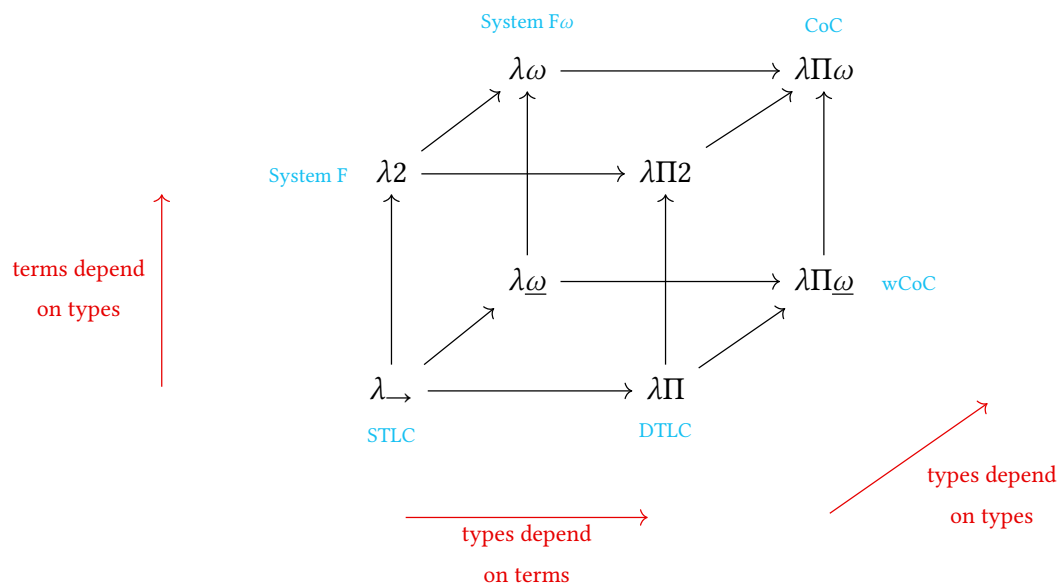 System Fω
CoC
λω
λΠω
System F
λ2
λΠ2
terms depend
on types
λω̲
λΠω̲
wCoC
λ→
λΠ
STLC
DTLC
types depend
on types
types depend
on terms